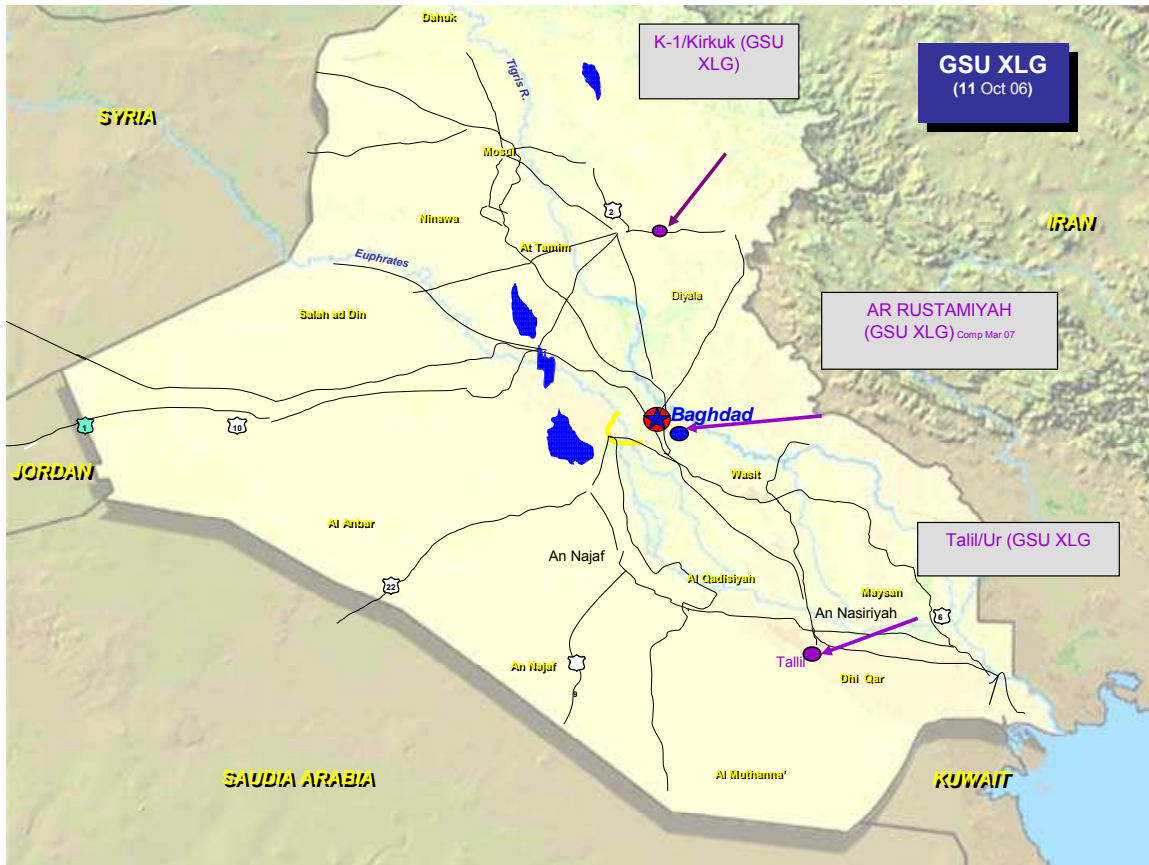 Dahuk
K-1/Kirkuk (GSU
XLG)
GSU XLG
(11 Oct 06)
Tigris R.
SYRIA
Mosul
2
Ninawa
IRAN
At Tamim
Euphrates
Diyala
AR RUSTAMIYAH
(GSU XLG) Comp Mar 07
Salah ad Din
Baghdad
1
10
JORDAN
Wasit
Al Anbar
Talil/Ur (GSU XLG
An Najaf
Al Qadisiyah
22
Maysan
An Nasiriyah
6
An Najaf
Tallil
Dhi Qar
9
SAUDIA ARABIA
Al Muthanna'
KUWAIT